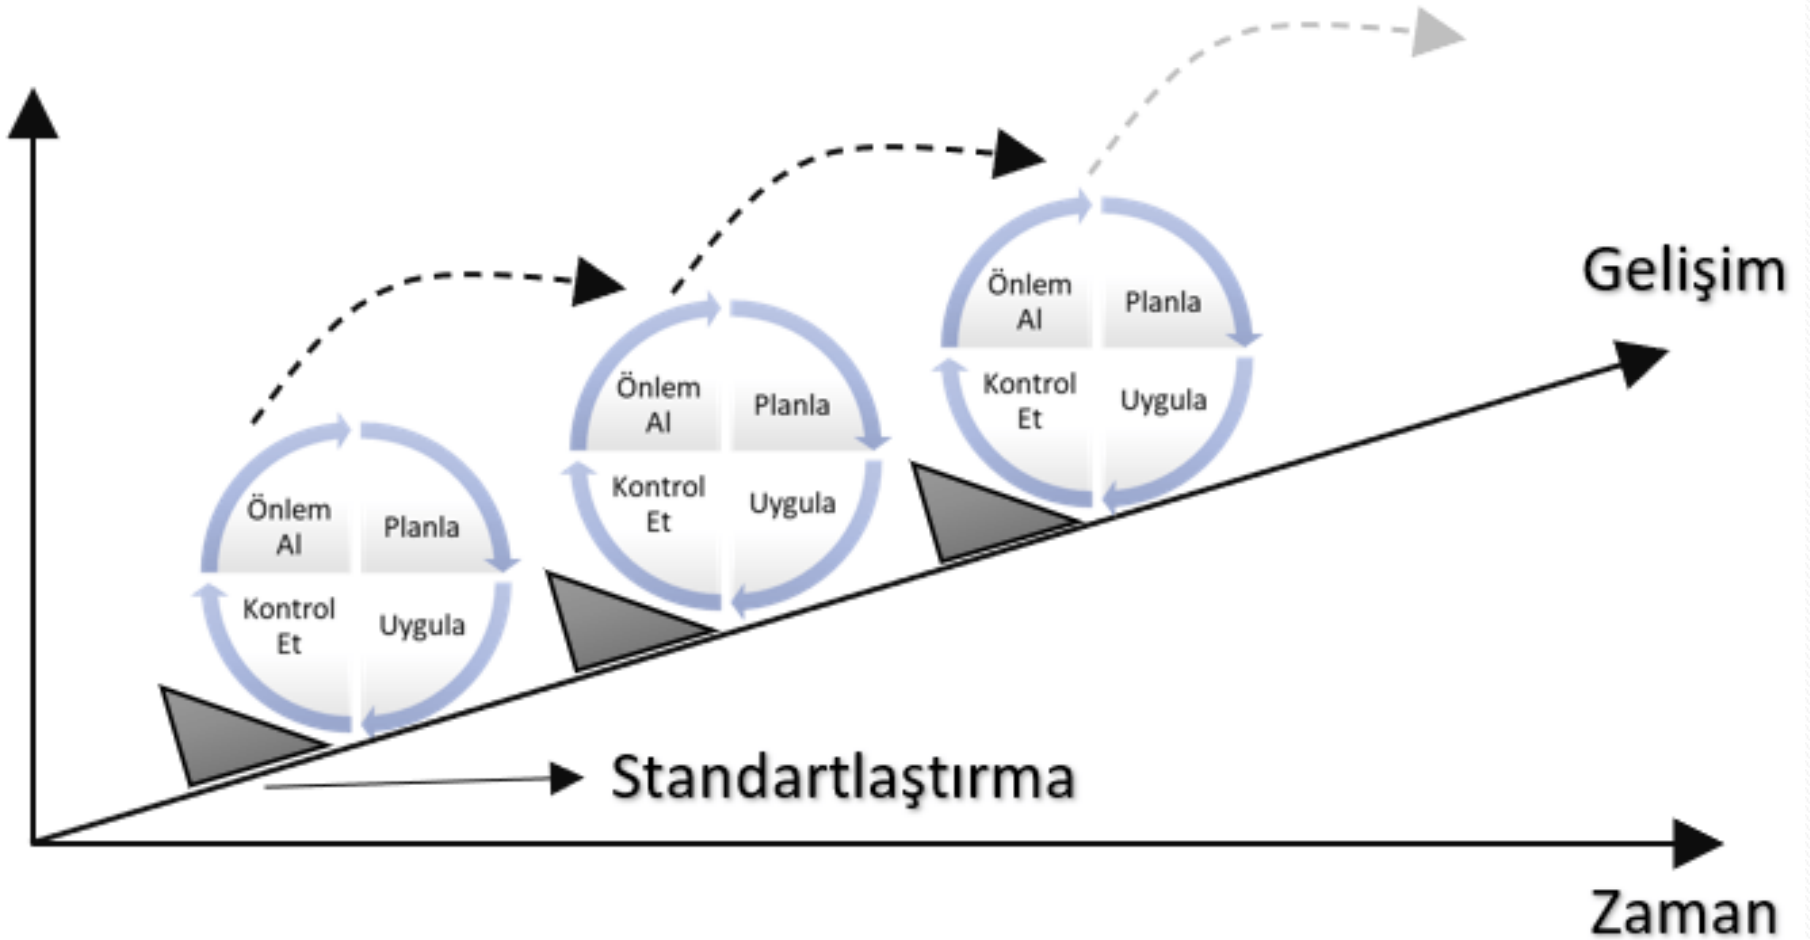 Önlem
Al
Planla
Kontrol
Et
Uygula
Önlem
Al
Planla
Kontrol
Et
Uygula
Önlem
Al
Planla
Kontrol
Et
Uygula
Gelişim
Standartlaştırma
Zaman